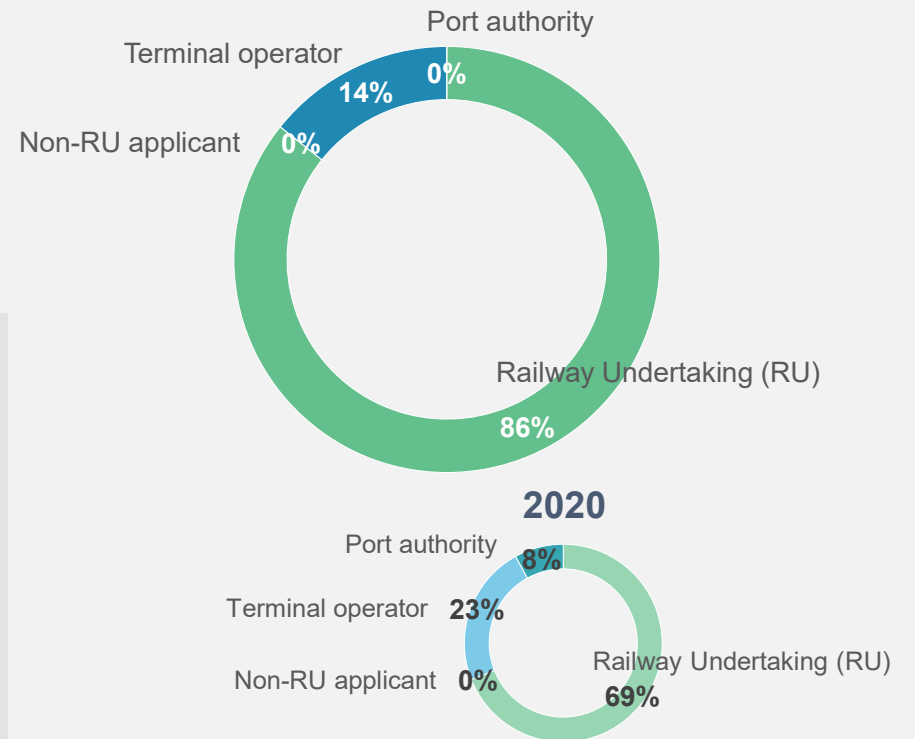 Port authority
Terminal operator
0%
14%
Non-RU applicant
0%
Railway Undertaking (RU)
86%
2020
Port authority
8%
Terminal operator
23%
Railway Undertaking (RU)
Non-RU applicant
0%
69%